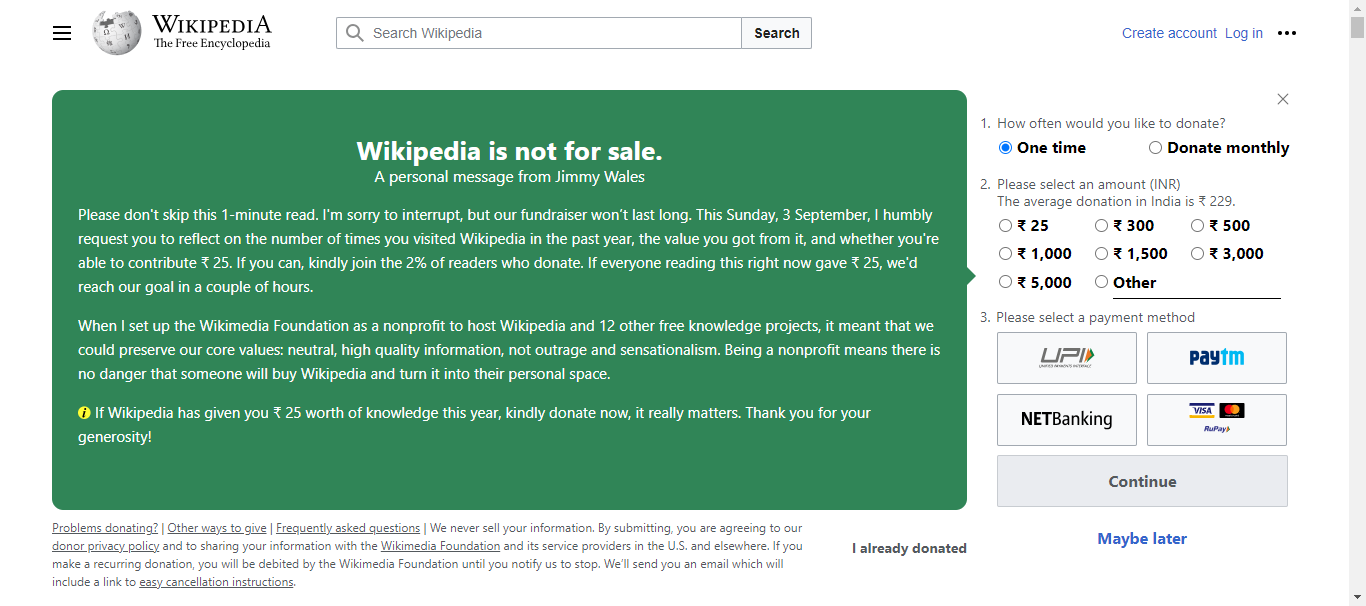 WIKIPEDIA
The Free Encyclopedia
Search Wikipedia
Search
Create account Log in
Wikipedia is not for sale.
A personal message from Jimmy Wales
Please don't skip this 1-minute read. I'm sorry to interrupt, but our fundraiser won't last long. This Sunday, 3 September, I humbly
request you to reflect on the number of times you visited Wikipedia in the past year, the value you got from it, and whether you're
able to contribute ₹ 25. If you can, kindly join the 2% of readers who donate. If everyone reading this right now gave ₹ 25, we'd
reach our goal in a couple of hours.
When I set up the Wikimedia Foundation as a nonprofit to host Wikipedia and 12 other free knowledge projects, it meant that we
could preserve our core values: neutral, high quality information, not outrage and sensationalism. Being a nonprofit means there is
no danger that someone will buy Wikipedia and turn it into their personal space.
i If Wikipedia has given you ₹ 25 worth of knowledge this year, kindly donate now, it really matters. Thank you for your
generosity!
Problems donating? | Other ways to give | Frequently asked questions | We never sell your information. By submitting, you are agreeing to our
donor privacy policy and to sharing your information with the Wikimedia Foundation and its service providers in the U.S. and elsewhere. If you
make a recurring donation, you will be debited by the Wikimedia Foundation until you notify us to stop. We'll send you an email which will
include a link to easy cancellation instructions.
I already donated
1. How often would you like to donate?
One time Donate monthly
2. Please select an amount (INR)
The average donation in India is ₹ 229.
₹ 25 ₹ 300 ₹ 500
₹ 1,000 ₹ 1,500 ₹ 3,000
₹ 5,000 Other
3. Please select a payment method
UPI
UNIFIED PAYMENTS INTERFACE
paytm
NETBanking
VISA
RuPay
Continue
Maybe later